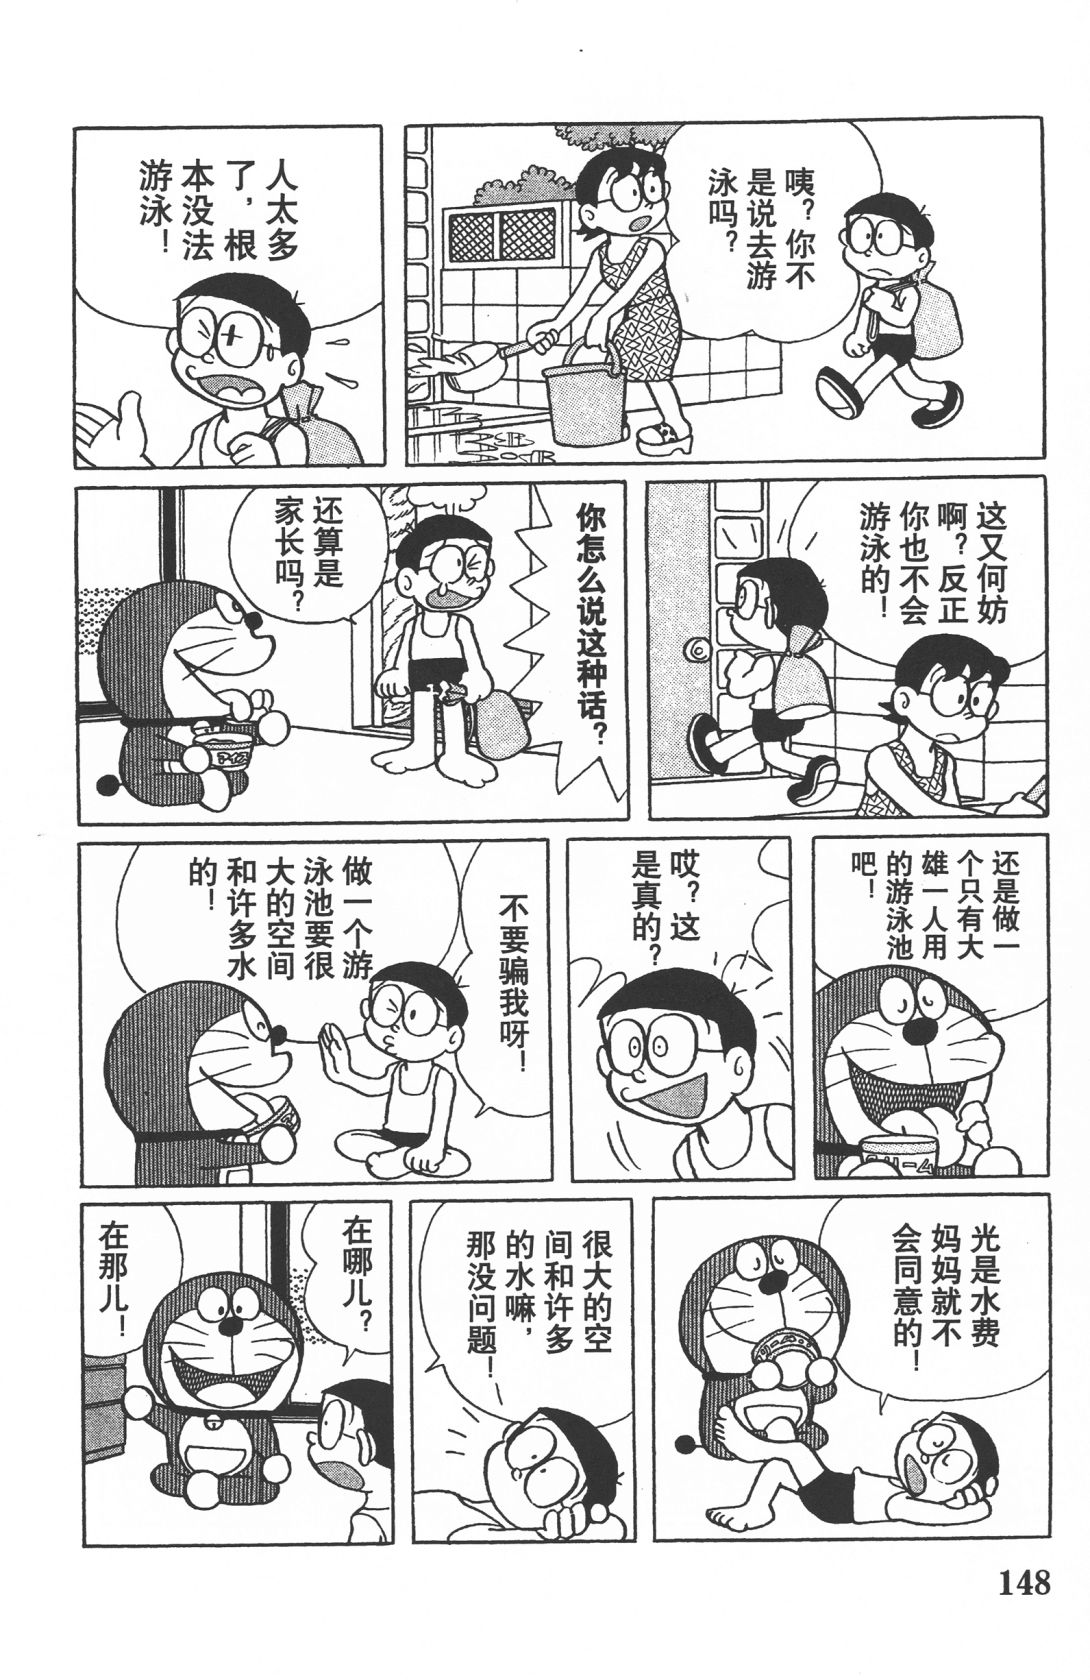 咦？你不
是说去游
泳吗？
人太多
了，根
本没法
游泳！
这又何妨
啊？反正
你也不会
游泳的！
你怎么说这种话？
还算是
家长吗？
还是做一
个只有大
雄一人用
的游泳池
吧！
哎？这
是真的？
不要骗我呀！
做一个游
泳池要很
大的空间
和许多水
的！
光是水费
妈妈就不
会同意的！
很大的空
间和许多
的水嘛，
那没问题！
在哪儿？
在那儿！
148